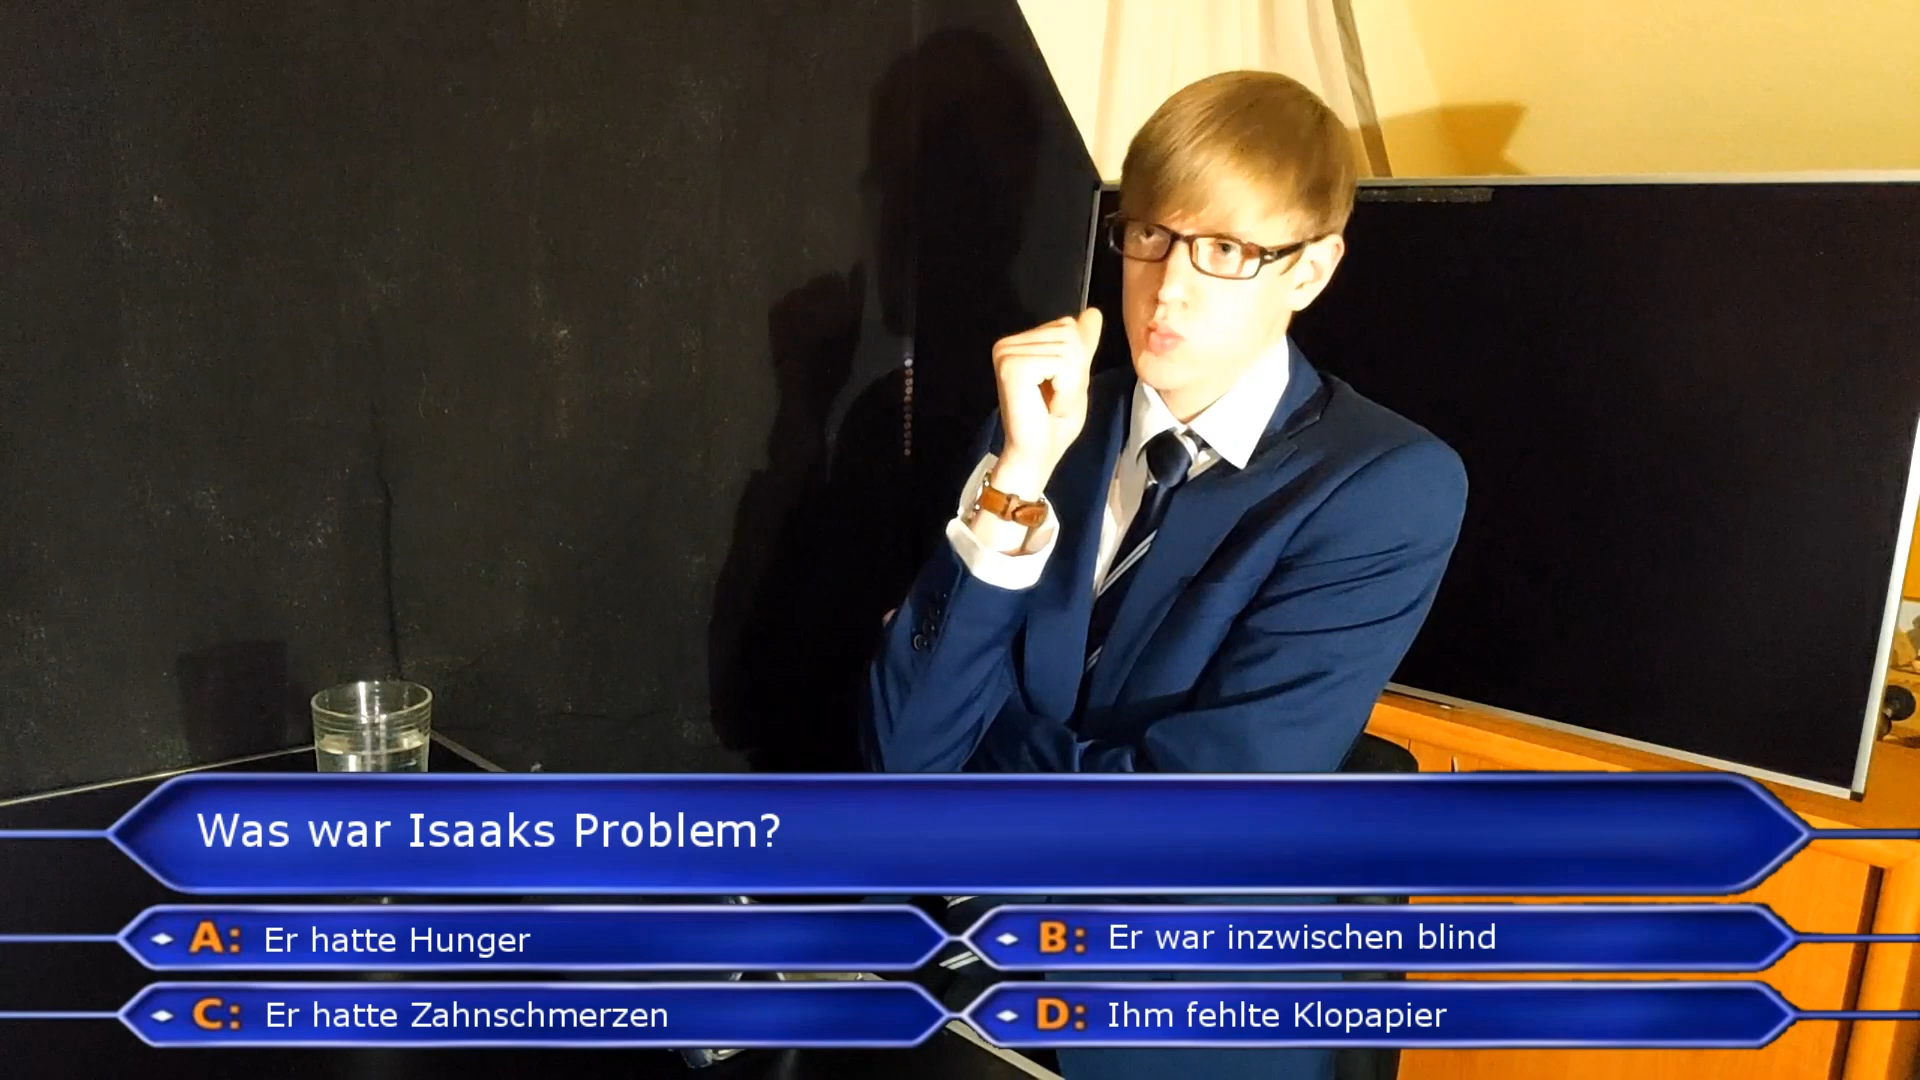 Was war Isaaks Problem?
A: Er hatte Hunger
B: Er war inzwischen blind
C: Er hatte Zahnschmerzen
D: Ihm fehlte Klopapier